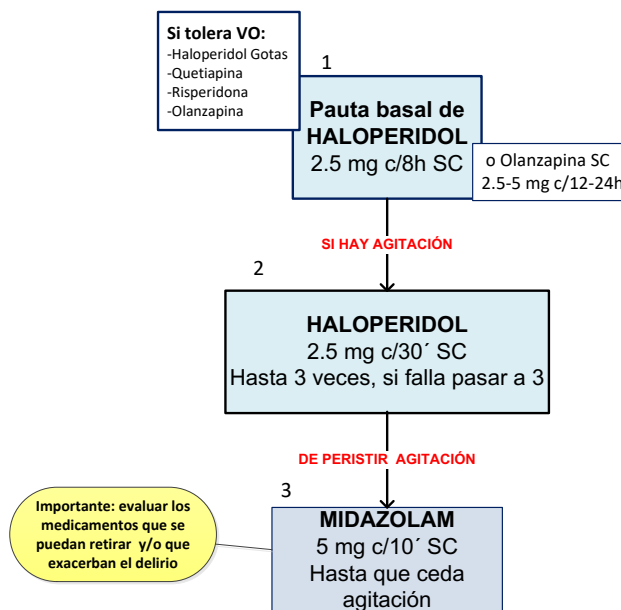 Si tolera VO:
-Haloperidol Gotas
-Quetiapina
-Risperidona
-Olanzapina
1
Pauta basal de
HALOPERIDOL
2.5 mg c/8h SC
o Olanzapina SC
2.5-5 mg c/12-24h
SI HAY AGITACIÓN
2
HALOPERIDOL
2.5 mg c/30´ SC
Hasta 3 veces, si falla pasar a 3
DE PERISTIR AGITACIÓN
3
Importante: evaluar los
medicamentos que se
puedan retirar y/o que
exacerban el delirio
MIDAZOLAM
5 mg c/10´ SC
Hasta que ceda
agitación